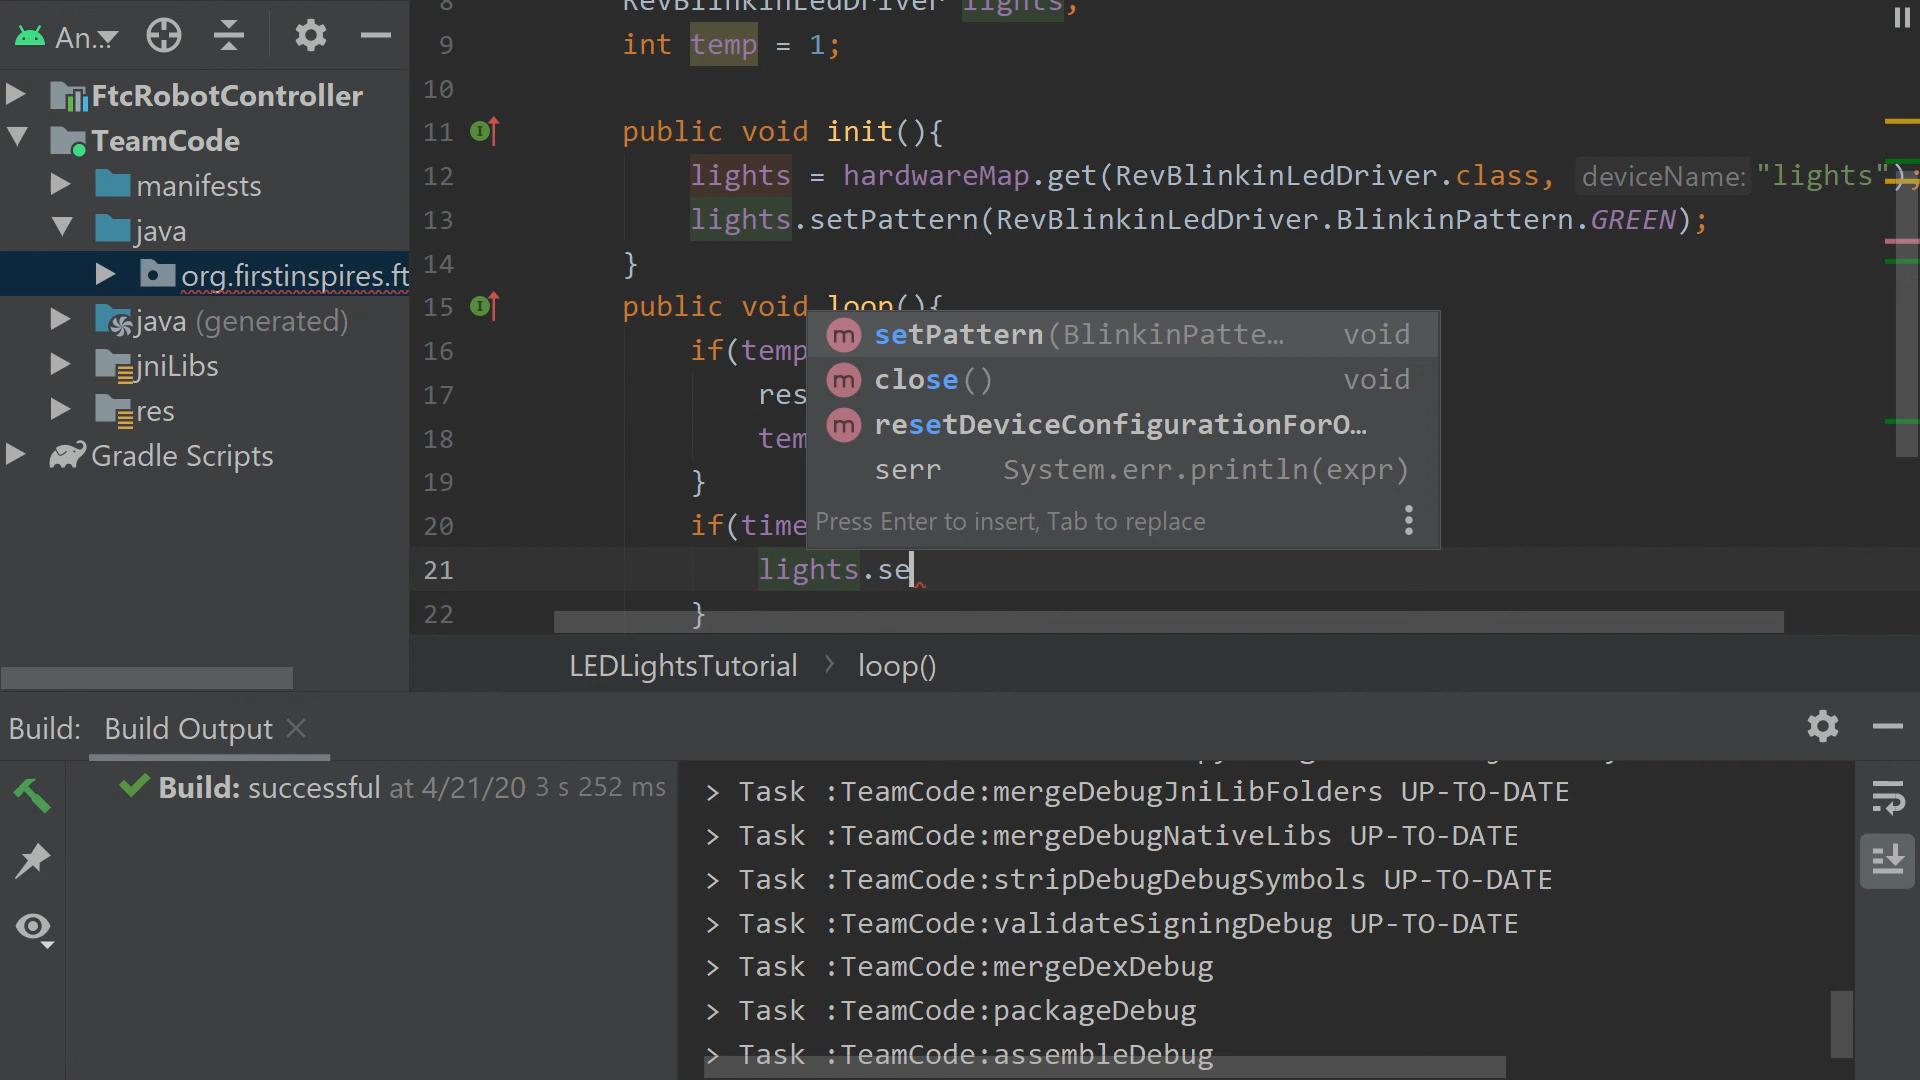 An...
FtcRobotController
TeamCode
manifests
java
org.firstinspires.ft
java (generated)
jniLibs
res
Gradle Scripts
8 RevBlinkinLedDriver lights;
9 int temp = 1;
10
11 public void init(){
12 lights = hardwareMap.get(RevBlinkinLedDriver.class, deviceName: "lights");
13 lights.setPattern(RevBlinkinLedDriver.BlinkinPattern.GREEN);
14 }
15 public void loop(){
16 if(temp
17 res
18 tem
19 }
20 if(time
21 lights.se
22 }
setPattern(BlinkinPatte… void
close() void
resetDeviceConfigurationForO…
serr System.err.println(expr)
Press Enter to insert, Tab to replace
LEDLightsTutorial > loop()
Build: Build Output
Build: successful at 4/21/20 3 s 252 ms
> Task :TeamCode:mergeDebugJniLibFolders UP-TO-DATE
> Task :TeamCode:mergeDebugNativeLibs UP-TO-DATE
> Task :TeamCode:stripDebugDebugSymbols UP-TO-DATE
> Task :TeamCode:validateSigningDebug UP-TO-DATE
> Task :TeamCode:mergeDexDebug
> Task :TeamCode:packageDebug
> Task :TeamCode:assembleDebug